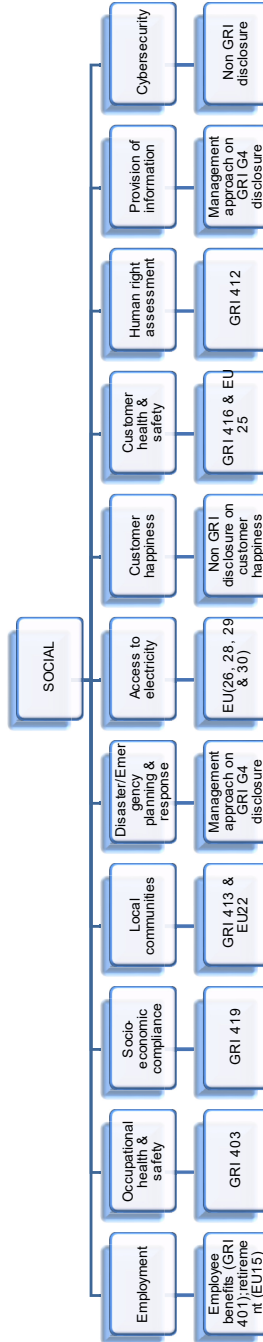 SOCIAL
Employment
Occupational
health &
safety
Socio-
economic
compliance
Local
communities
Disaster/Emer
gency
planning &
response
Access to
electricity
Customer
happiness
Customer
health &
safety
Human right
assessment
Provision of
information
Cybersecurity
Employee
benefits (GRI
401);retireme
nt (EU15)
GRI 403
GRI 419
GRI 413 &
EU22
Management
approach on
GRI G4
disclosure
EU(26, 28, 29
& 30)
Non GRI
disclosure on
customer
happiness
GRI 416 & EU
25
GRI 412
Management
approach on
GRI G4
disclosure
Non GRI
disclosure